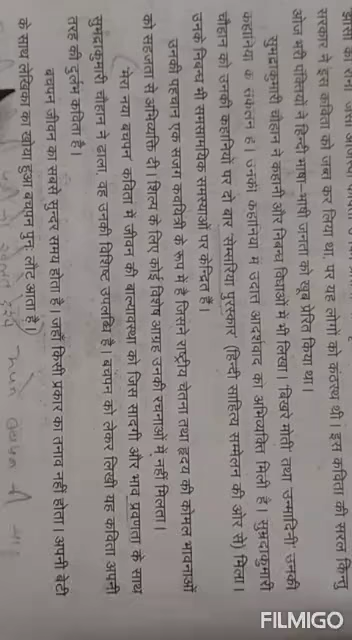 झाँसी की रानी जैसी
सरकार ने इस कविता को जब्त कर लिया था, पर यह लोगों को कंठस्थ थी। इस कविता की सरल किन्तु
ओज भरी पंक्तियों ने हिन्दी भाषा-भाषी जनता को खूब प्रेरित किया था।
सुभद्राकुमारी चौहान ने कहानी और निबन्ध विधाओं में भी लिखा। 'बिखरे मोती' तथा 'उन्मादिनी' उनकी
कहानियों के संकलन हैं। उनकी कहानियों में उदात्त आदर्शवाद की अभिव्यक्ति मिली है। सुभद्राकुमारी
चौहान को उनकी कहानियों पर दो बार सेक्सरिया पुरस्कार (हिन्दी साहित्य सम्मेलन की ओर से) मिला।
उनके निबन्ध भी समसामयिक समस्याओं पर केन्द्रित है।
उनकी पहचान एक सजग कवयित्री के रूप में है जिसने राष्ट्रीय चेतना तथा हृदय की कोमल भावनाओं
को सहजता से अभिव्यक्ति दी। शिल्प के लिए कोई विशेष आग्रह उनकी रचनाओं में नहीं मिलता।
मेरा नया बचपन कविता में जीवन की बाल्यावस्था को जिस सादगी और भाव प्रवणता के साथ
सुभद्राकुमारी चौहान ने ढाला, वह उनकी विशिष्ट उपलब्धि है। बचपन को लेकर लिखी यह कविता अपनी
तरह की दुर्लभ कविता है।
बचपन जीवन का सबसे सुन्दर समय होता है। जहाँ किसी प्रकार का तनाव नहीं होता। अपनी बेटी
के साथ लेखिका का खोया हुआ बचपन पुनः लौट आता है।
FILMIGO